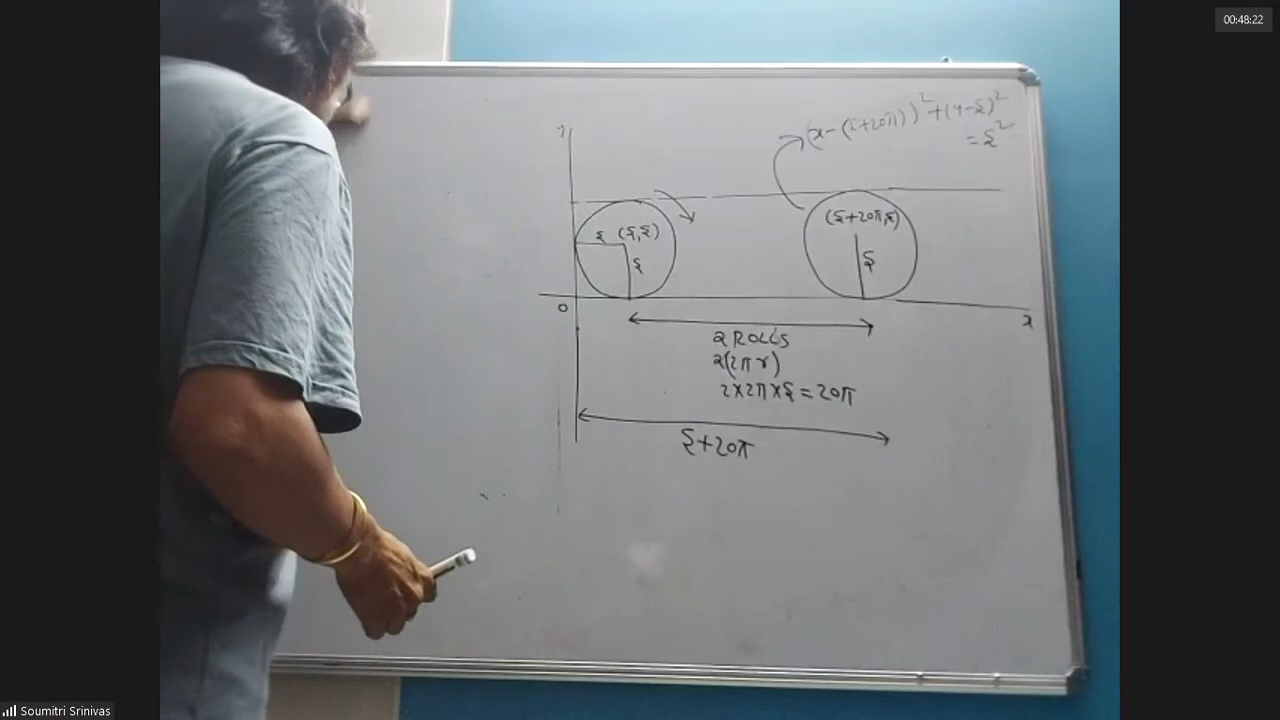 00:48:22
(x-(5+20π))²+(y-5)²
=5²
y
5 (5,5)
5
(5+20π,5)
5
0
x
2 ROLLS
2(2πr)
2×2π×5=20π
5+20π
Soumitri Srinivas